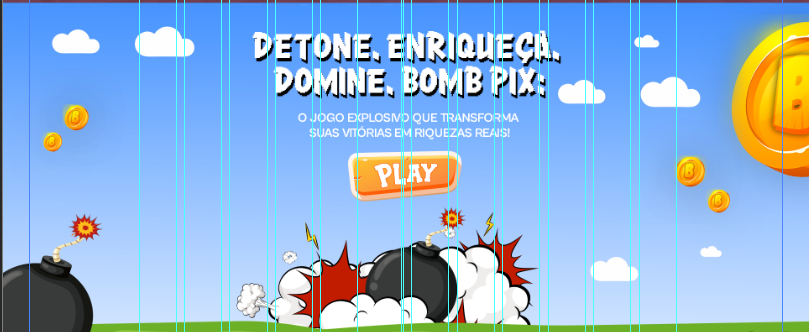 DETONE. ENRIQUEÇA.
DOMINE. BOMB PIX:
O JOGO EXPLOSIVO QUE TRANSFORMA
SUAS VITÓRIAS EM RIQUEZAS REAIS!
PLAY